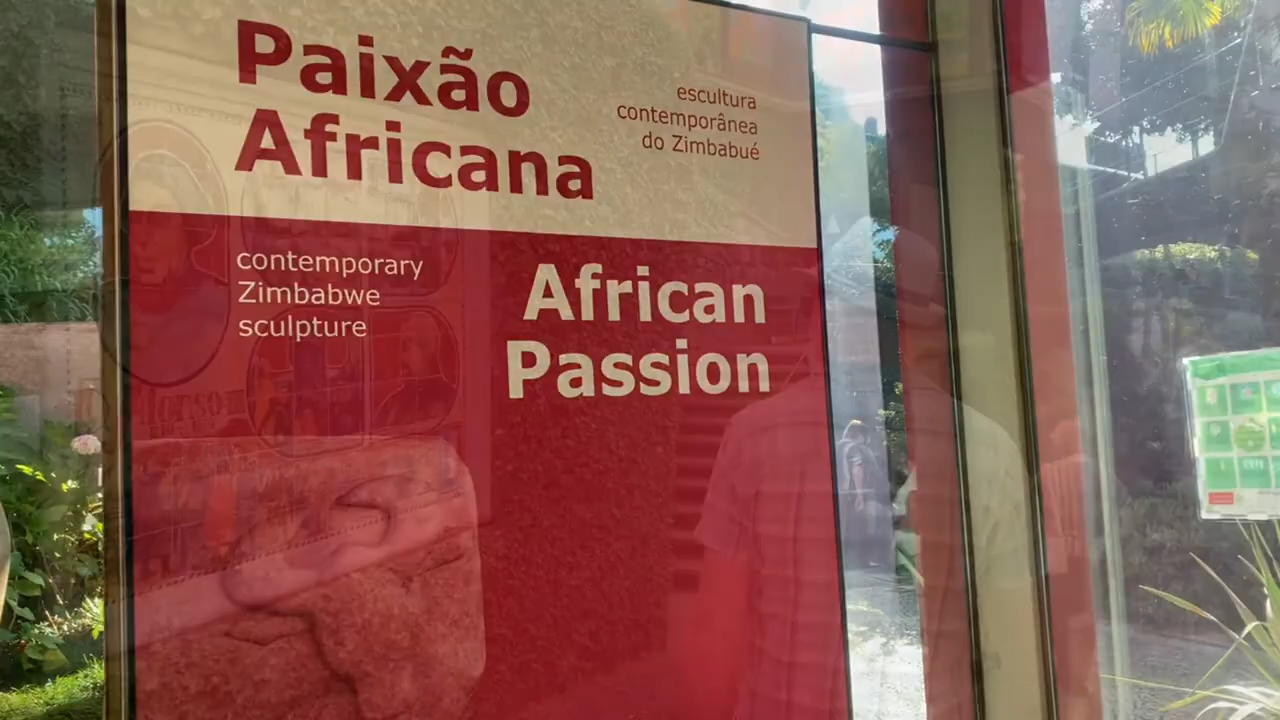 Paixão
Africana
escultura
contemporânea
do Zimbabué
contemporary
Zimbabwe
sculpture
African
Passion